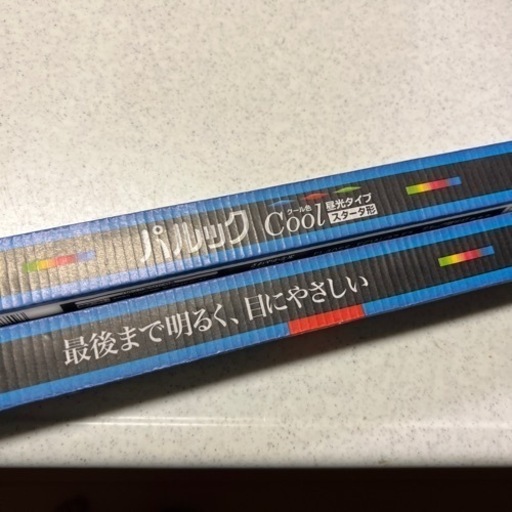 パルック
Cool
クール色
昼光タイプ
スタータ形
最後まで明るく、目にやさしい